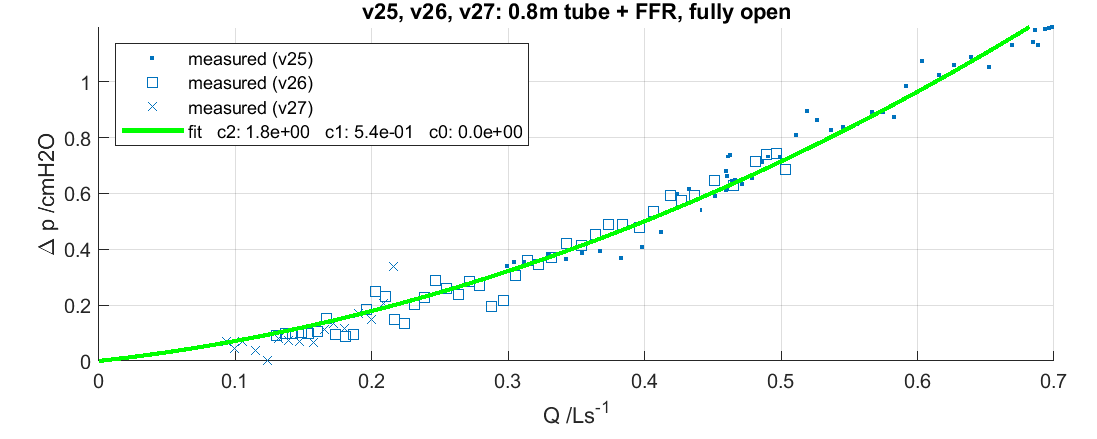 v25, v26, v27: 0.8m tube + FFR, fully open
measured (v25)
measured (v26)
measured (v27)
fit c2: 1.8e+00 c1: 5.4e-01 c0: 0.0e+00
Δ p /cmH2O
1
0.8
0.6
0.4
0.2
0
0 0.1 0.2 0.3 0.4 0.5 0.6 0.7
Q /Ls⁻¹